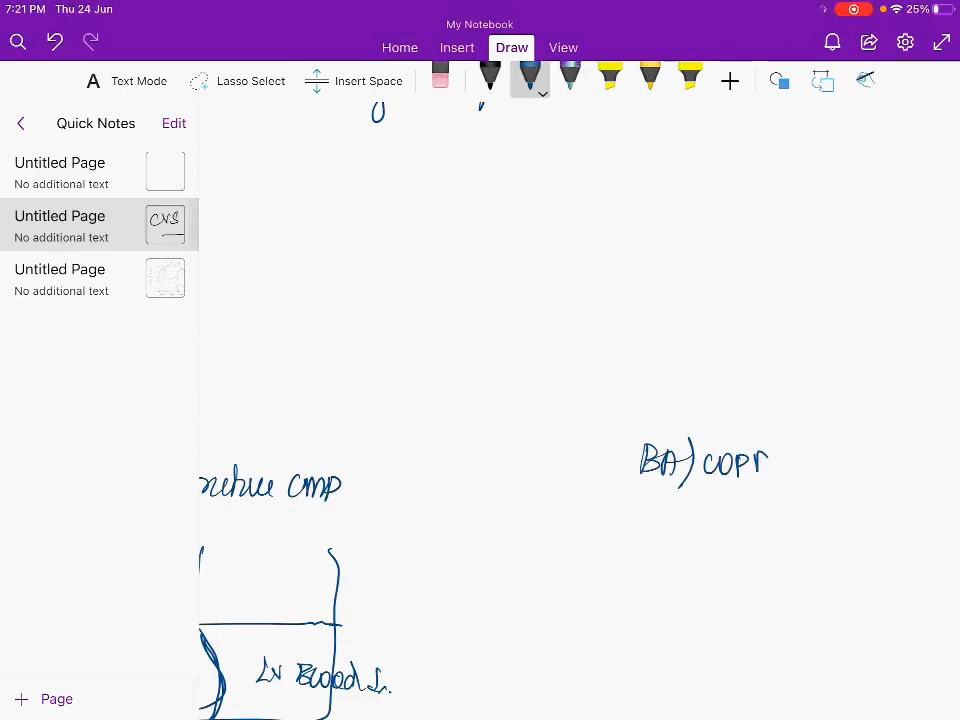 7:21 PM Thu 24 Jun
25%
My Notebook
Home Insert Draw View
Text Mode Lasso Select Insert Space
Quick Notes Edit
Untitled Page
No additional text
Untitled Page
No additional text
CNS
Untitled Page
No additional text
BA) COPP
CMP
Blood
+ Page